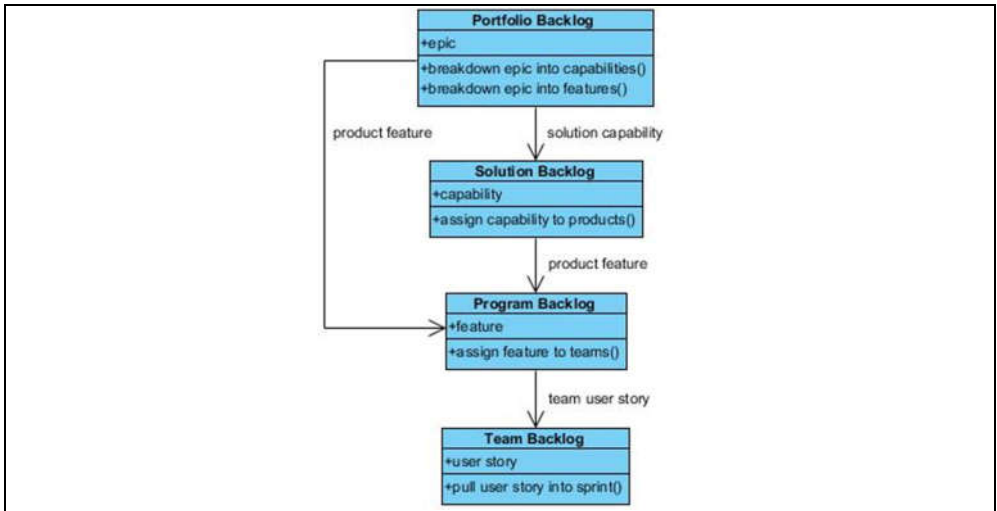 Portfolio Backlog
+epic
+breakdown epic into capabilities()
+breakdown epic into features()
product feature
solution capability
Solution Backlog
+capability
+assign capability to products()
product feature
Program Backlog
+feature
+assign feature to teams()
team user story
Team Backlog
+user story
+pull user story into sprint()